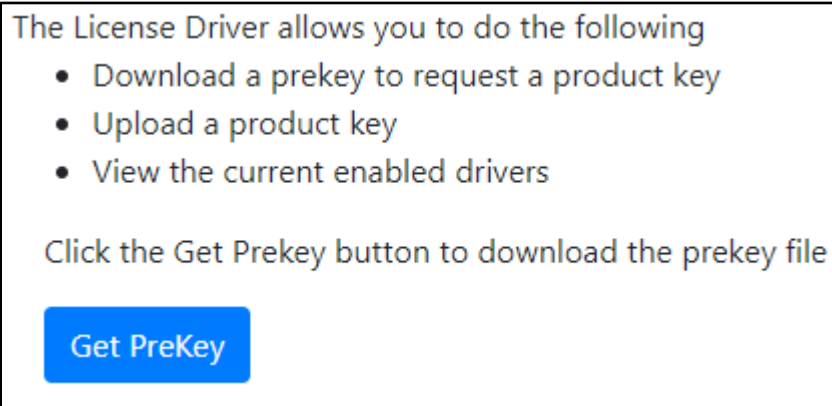 The License Driver allows you to do the following
• Download a prekey to request a product key
• Upload a product key
• View the current enabled drivers
Click the Get Prekey button to download the prekey file
Get PreKey